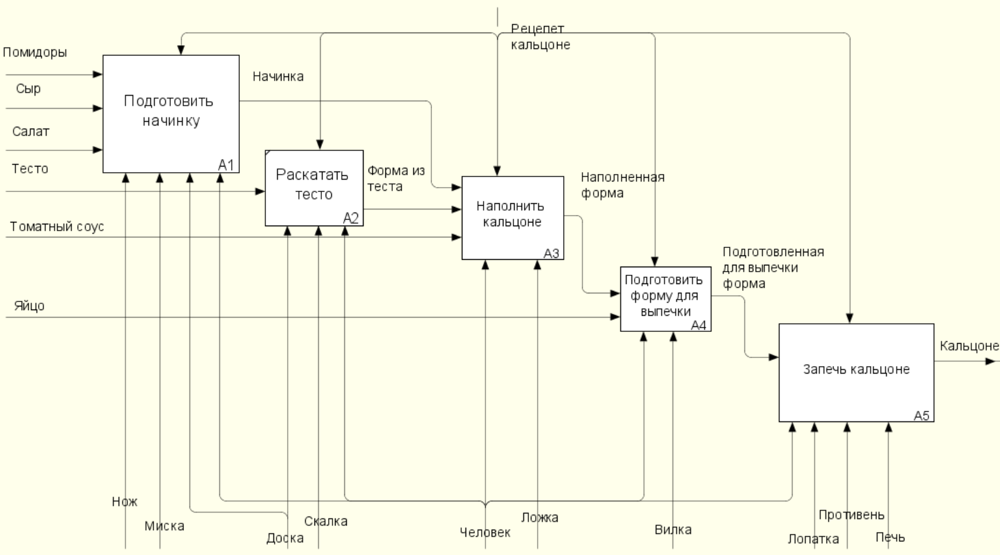 Рецепет
кальцоне
Помидоры
Сыр
Салат
Тесто
Томатный соус
Яйцо
Подготовить
начинку
A1
Начинка
Раскатать
тесто
A2
Форма из
теста
Наполнить
кальцоне
A3
Наполненная
форма
Подготовить
форму для
выпечки
A4
Подготовленная
для выпечки
форма
Запечь кальцоне
A5
Кальцоне
Нож
Миска
Доска
Скалка
Человек
Ложка
Вилка
Лопатка
Противень
Печь